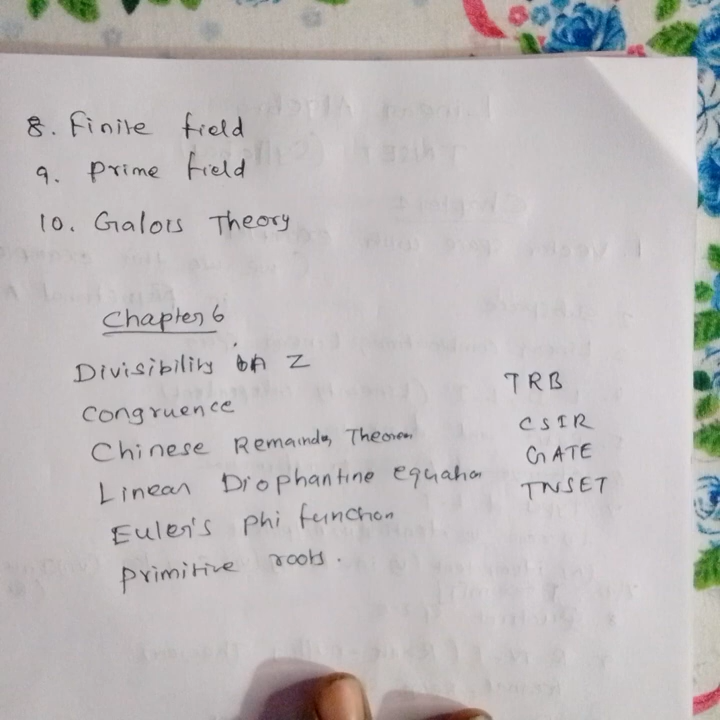 8. Finite field
9. Prime field
10. Galois Theory
Chapter 6
Divisibility in Z
Congruence
Chinese Remainder Theorem
Linear Diophantine equation
Euler's phi function
primitive roots.
TRB
CSIR
GATE
TNSET